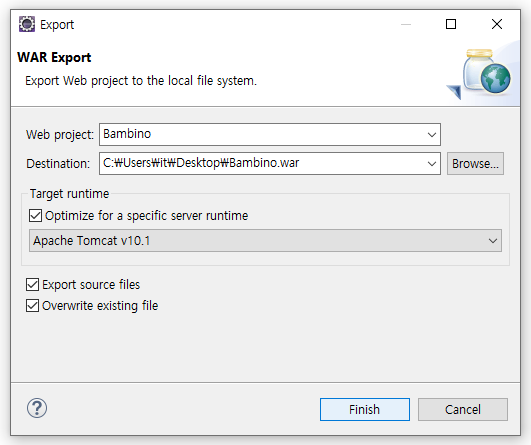 Export
WAR Export
Export Web project to the local file system.
Web project: Bambino
Destination: C:₩Users₩it₩Desktop₩Bambino.war Browse...
Target runtime
Optimize for a specific server runtime
Apache Tomcat v10.1
Export source files
Overwrite existing file
? Finish Cancel